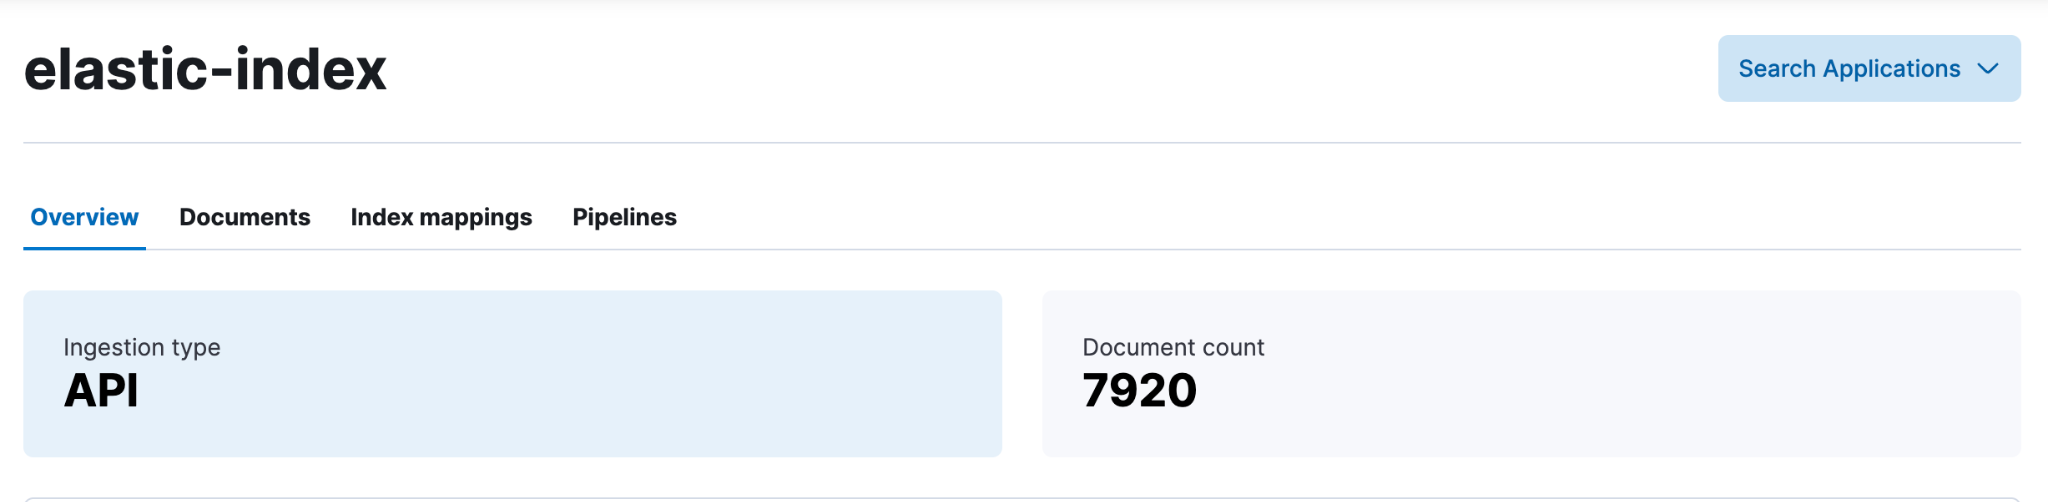 elastic-index
Search Applications
Overview Documents Index mappings Pipelines
Ingestion type
API
Document count
7920